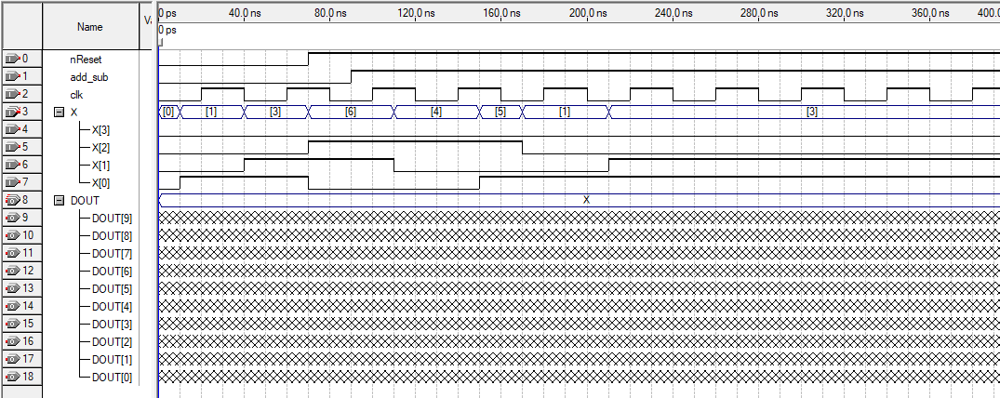 Name Va 0 ps 40.0 ns 80.0 ns 120.0 ns 160.0 ns 200.0 ns 240.0 ns 280.0 ns 320.0 ns 360.0 ns 400.0
0 ps
0 nReset
1 add_sub
2 clk
3 X [0] [1] [3] [6] [4] [5] [1] [3]
4 X[3]
5 X[2]
6 X[1]
7 X[0]
8 DOUT X
9 DOUT[9]
10 DOUT[8]
11 DOUT[7]
12 DOUT[6]
13 DOUT[5]
14 DOUT[4]
15 DOUT[3]
16 DOUT[2]
17 DOUT[1]
18 DOUT[0]